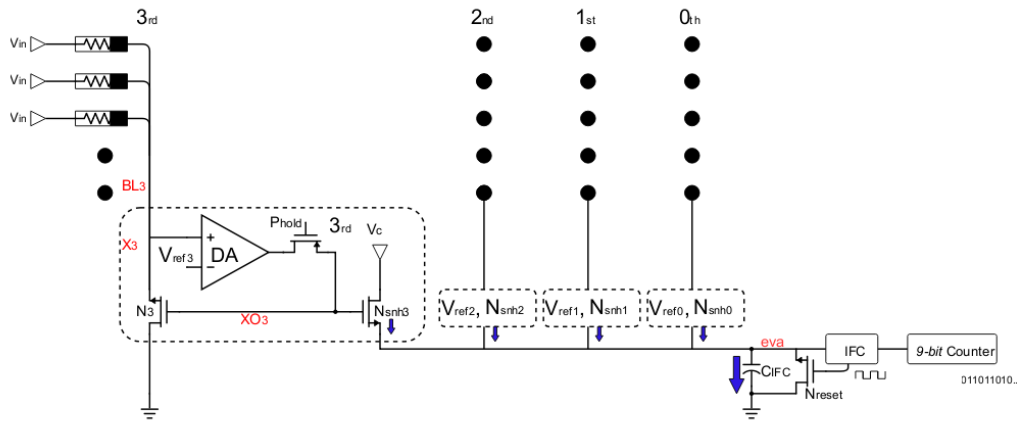 3rd
2nd
1st
0th
Vin
Vin
Vin
BL3
Phold
3rd
Vc
X3
Vref3
+
−
DA
N3
XO3
Nsnh3
Vref2, Nsnh2
Vref1, Nsnh1
Vref0, Nsnh0
eva
IFC
9-bit Counter
CIFC
Nreset
011011010..